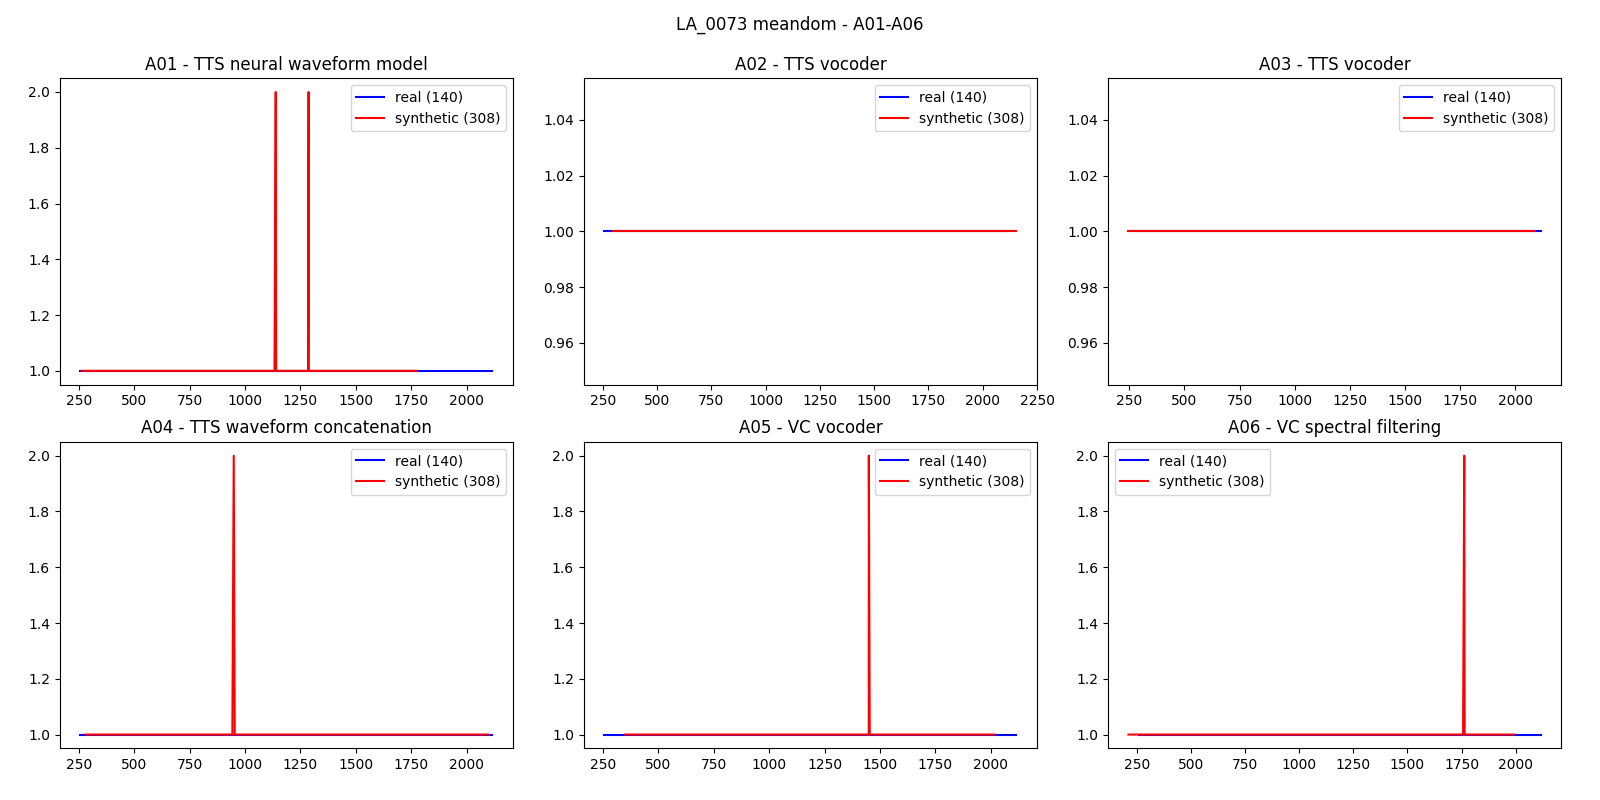 LA_0073 meandom - A01-A06
A01 - TTS neural waveform model
2.0
1.8
1.6
1.4
1.2
1.0
real (140)
synthetic (308)
250 500 750 1000 1250 1500 1750 2000
A02 - TTS vocoder
1.04
1.02
1.00
0.98
0.96
real (140)
synthetic (308)
250 500 750 1000 1250 1500 1750 2000 2250
A03 - TTS vocoder
1.04
1.02
1.00
0.98
0.96
real (140)
synthetic (308)
250 500 750 1000 1250 1500 1750 2000
A04 - TTS waveform concatenation
2.0
1.8
1.6
1.4
1.2
1.0
real (140)
synthetic (308)
250 500 750 1000 1250 1500 1750 2000
A05 - VC vocoder
2.0
1.8
1.6
1.4
1.2
1.0
real (140)
synthetic (308)
250 500 750 1000 1250 1500 1750 2000
A06 - VC spectral filtering
2.0
1.8
1.6
1.4
1.2
1.0
real (140)
synthetic (308)
250 500 750 1000 1250 1500 1750 2000